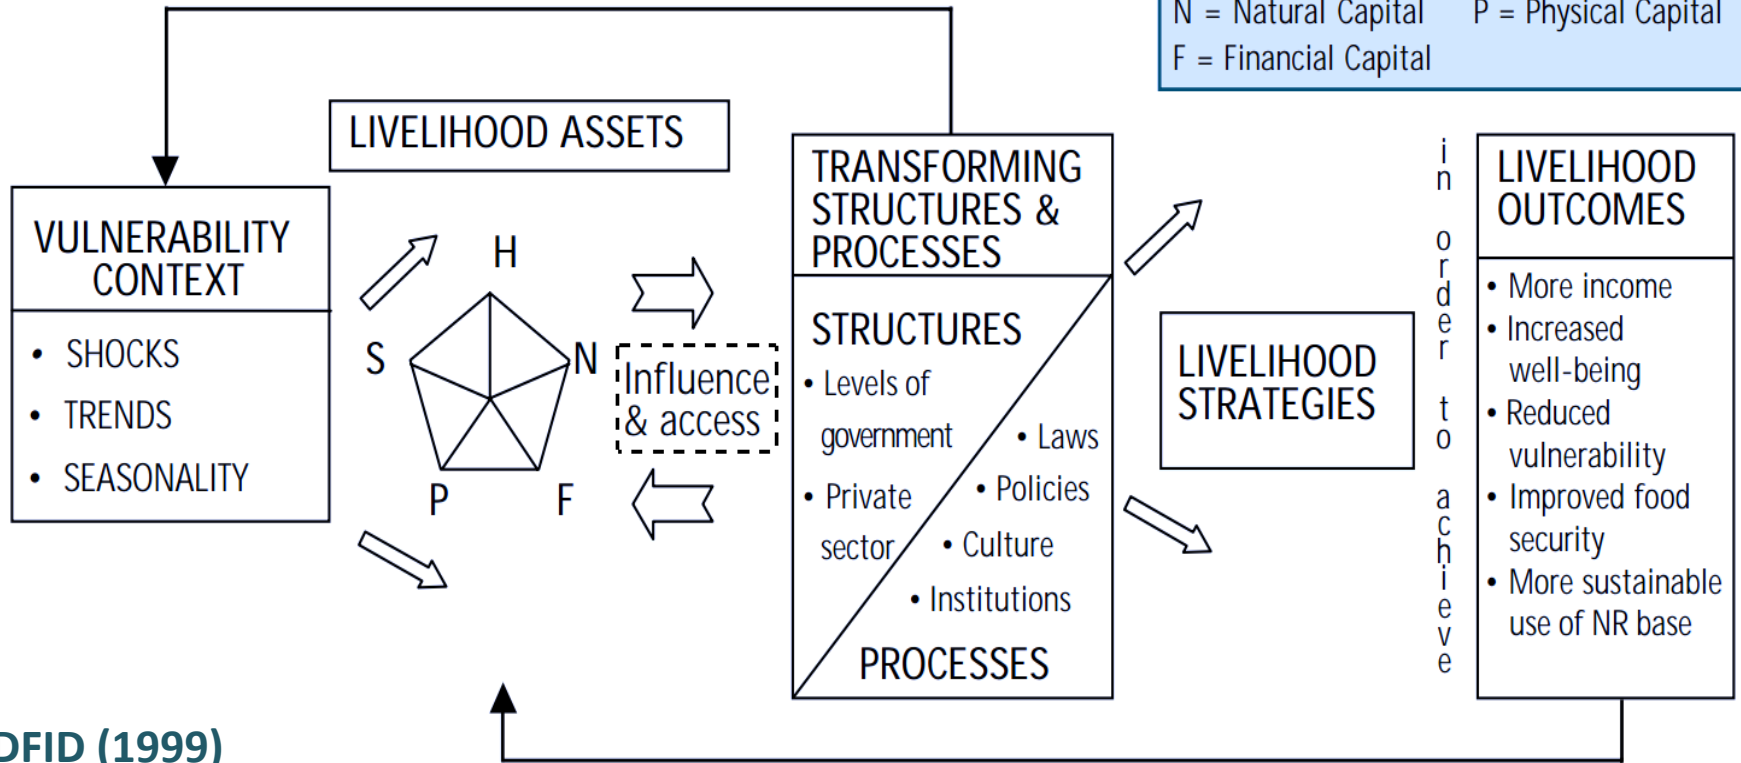 N = Natural Capital P = Physical Capital
F = Financial Capital
LIVELIHOOD ASSETS
VULNERABILITY
CONTEXT
• SHOCKS
• TRENDS
• SEASONALITY
H
S
N
P
F
Influence
& access
TRANSFORMING
STRUCTURES &
PROCESSES
STRUCTURES
• Levels of
government
• Private
sector
• Laws
• Policies
• Culture
• Institutions
PROCESSES
LIVELIHOOD
STRATEGIES
in order to achieve
LIVELIHOOD
OUTCOMES
• More income
• Increased
well-being
• Reduced
vulnerability
• Improved food
security
• More sustainable
use of NR base
DFID (1999)